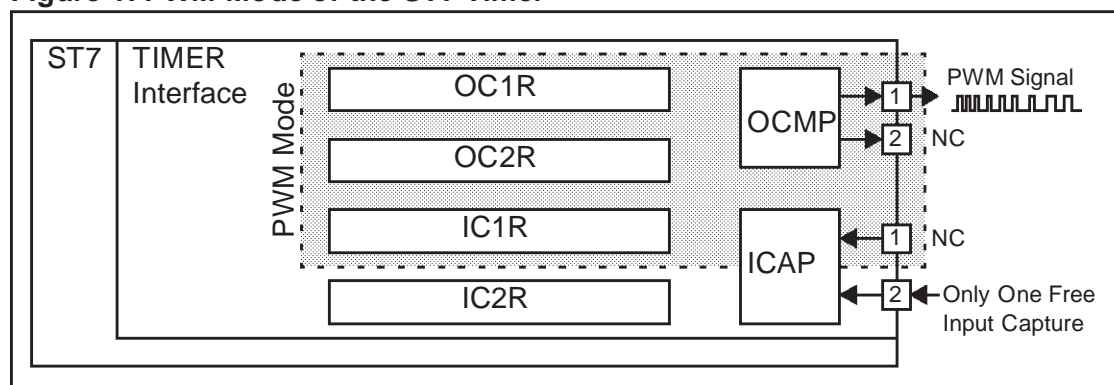 Figure 1. PWM Mode of the ST7 Timer
ST7
TIMER
Interface
PWM Mode
OC1R
OC2R
IC1R
IC2R
OCMP
ICAP
1
2
1
2
PWM Signal
NC
NC
Only One Free
Input Capture